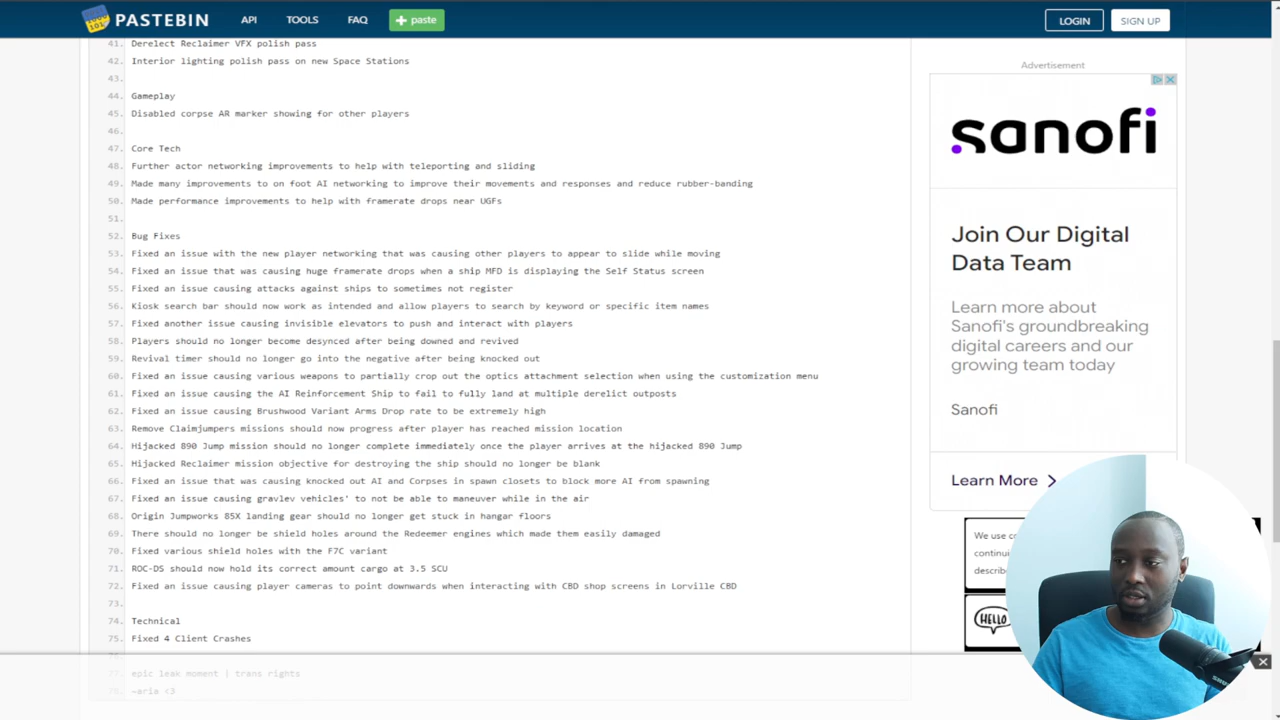 PASTEBIN
API
TOOLS
FAQ
+ paste
LOGIN
SIGN UP
41. Derelect Reclaimer VFX polish pass
42. Interior lighting polish pass on new Space Stations
43.
44. Gameplay
45. Disabled corpse AR marker showing for other players
46.
47. Core Tech
48. Further actor networking improvements to help with teleporting and sliding
49. Made many improvements to on foot AI networking to improve their movements and responses and reduce rubber-banding
50. Made performance improvements to help with framerate drops near UGFs
51.
52. Bug Fixes
53. Fixed an issue with the new player networking that was causing other players to appear to slide while moving
54. Fixed an issue that was causing huge framerate drops when a ship MFD is displaying the Self Status screen
55. Fixed an issue causing attacks against ships to sometimes not register
56. Kiosk search bar should now work as intended and allow players to search by keyword or specific item names
57. Fixed another issue causing invisible elevators to push and interact with players
58. Players should no longer become desynced after being downed and revived
59. Revival timer should no longer go into the negative after being knocked out
60. Fixed an issue causing various weapons to partially crop out the optics attachment selection when using the customization menu
61. Fixed an issue causing the AI Reinforcement Ship to fail to fully land at multiple derelict outposts
62. Fixed an issue causing Brushwood Variant Arms Drop rate to be extremely high
63. Remove Claimjumpers missions should now progress after player has reached mission location
64. Hijacked 890 Jump mission should no longer complete immediately once the player arrives at the hijacked 890 Jump
65. Hijacked Reclaimer mission objective for destroying the ship should no longer be blank
66. Fixed an issue that was causing knocked out AI and Corpses in spawn closets to block more AI from spawning
67. Fixed an issue causing gravlev vehicles' to not be able to maneuver while in the air
68. Origin Jumpworks 85X landing gear should no longer get stuck in hangar floors
69. There should no longer be shield holes around the Redeemer engines which made them easily damaged
70. Fixed various shield holes with the F7C variant
71. ROC-DS should now hold its correct amount cargo at 3.5 SCU
72. Fixed an issue causing player cameras to point downwards when interacting with CBD shop screens in Lorville CBD
73.
74. Technical
75. Fixed 4 Client Crashes
77. epic leak moment | trans rights
78. ~aria <3
Advertisement
sanofi
Join Our Digital
Data Team
Learn more about
Sanofi's groundbreaking
digital careers and our
growing team today
Sanofi
Learn More
We use
HELLO